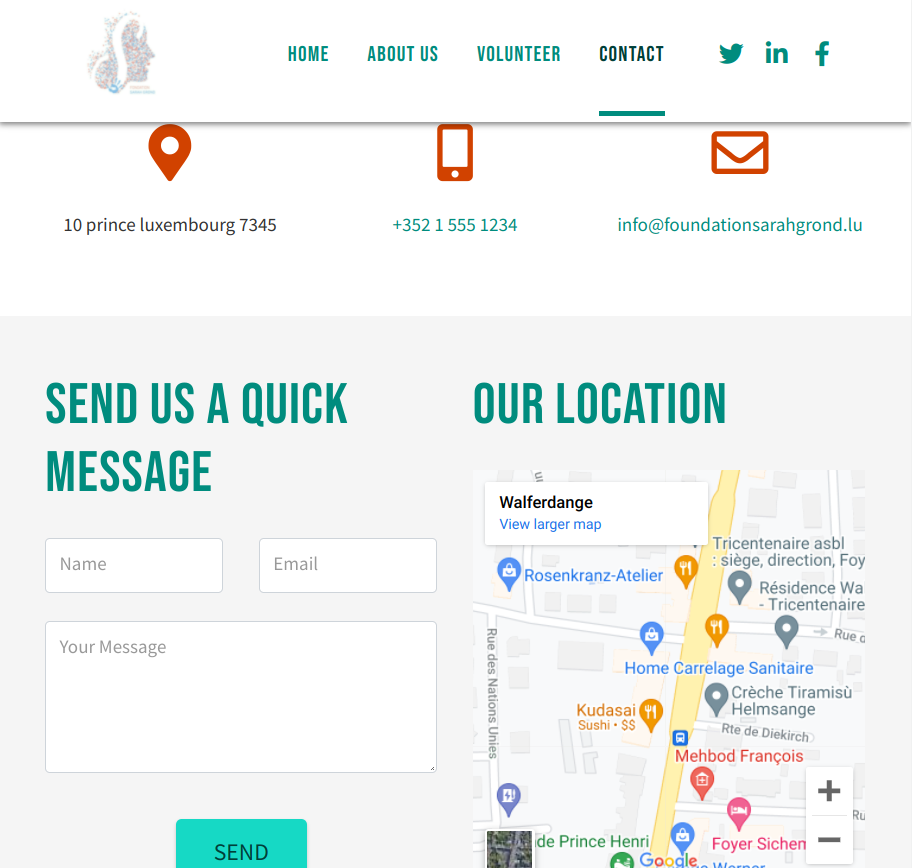 HOME
ABOUT US
VOLUNTEER
CONTACT
10 prince luxembourg 7345
+352 1 555 1234
info@foundationsarahgrond.lu
SEND US A QUICK
MESSAGE
Name
Email
Your Message
SEND
OUR LOCATION
Walferdange
View larger map
Tricentenaire asbl
: siège, direction, Foy
Rosenkranz-Atelier
Résidence Wa
- Tricentenaire
Rue d
Rue des Nations Unies
Home Carrelage Sanitaire
Crèche Tiramisù
Helmsange
Kudasai
Sushi • $$
Rte de Diekirch
Mehbod François
+
Ru
de Prince Henri
Foyer Sichem
−
Google